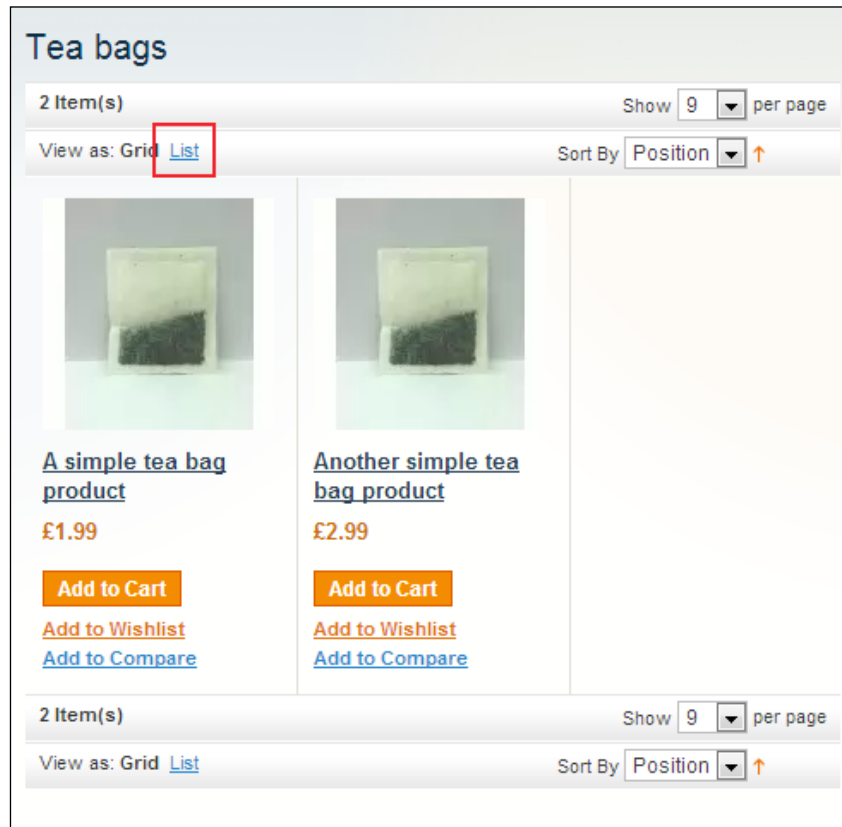 Tea bags
2 Item(s) Show 9 per page
View as: Grid List Sort By Position ↑
A simple tea bag product
Another simple tea bag product
£1.99 £2.99
Add to Cart Add to Cart
Add to Wishlist Add to Wishlist
Add to Compare Add to Compare
2 Item(s) Show 9 per page
View as: Grid List Sort By Position ↑